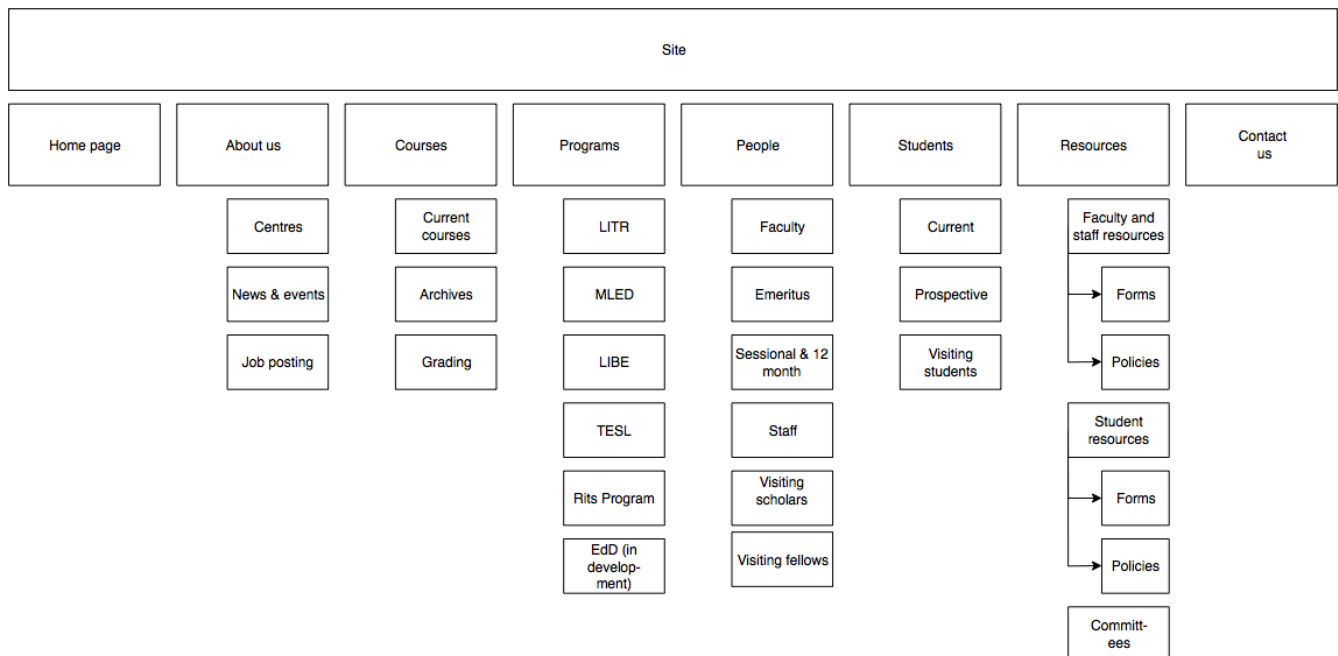 Site
Home page
About us
Courses
Programs
People
Students
Resources
Contact
us
Centres
Current
courses
LITR
Faculty
Current
Faculty and
staff resources
News & events
Archives
MLED
Emeritus
Prospective
Forms
Job posting
Grading
LIBE
Sessional & 12
month
Visiting
students
Policies
TESL
Staff
Student
resources
Rits Program
Visiting
scholars
Forms
EdD (in
develop-
ment)
Visiting fellows
Policies
Committ-
ees